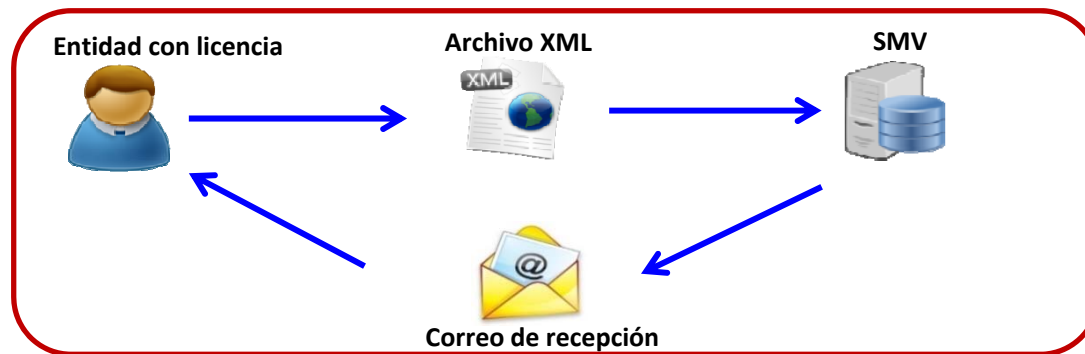 Entidad con licencia
Archivo XML
SMV
XML
@
Correo de recepción